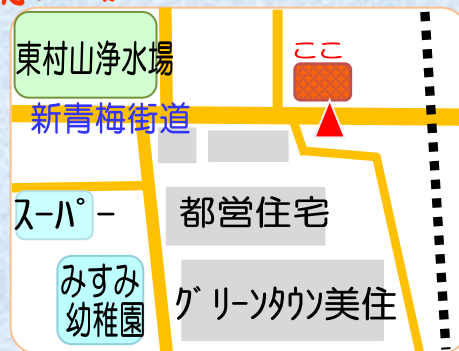 東村山浄水場
ここ
新青梅街道
スーパー
都営住宅
みすみ
幼稚園
グリーンタウン美住